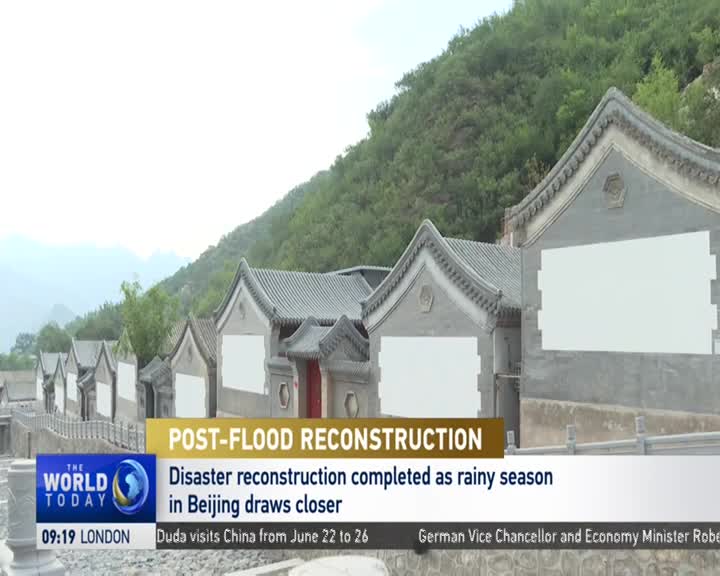 POST-FLOOD RECONSTRUCTION
Disaster reconstruction completed as rainy season
in Beijing draws closer
THE
WORLD
TODAY
09:19 LONDON
Duda visits China from June 22 to 26 German Vice Chancellor and Economy Minister Robe